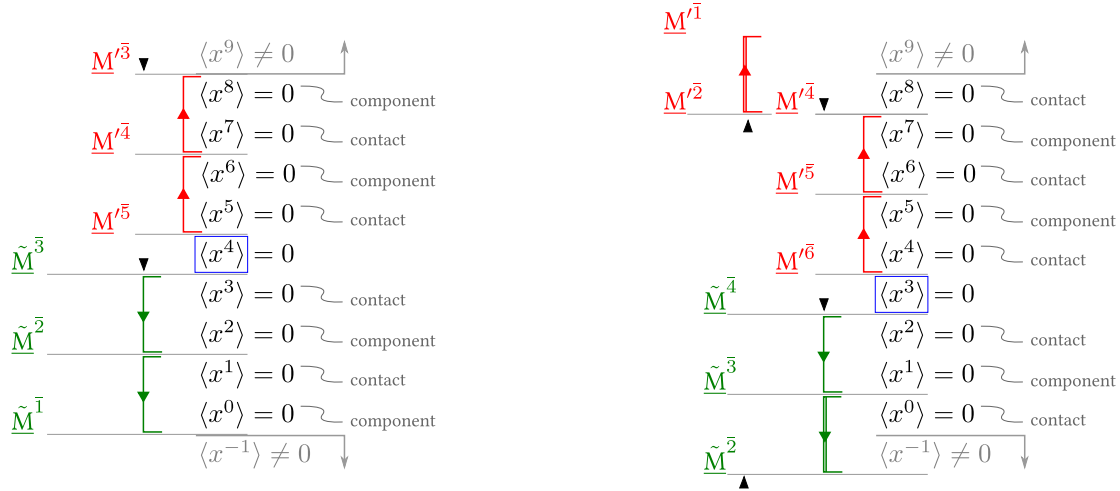 M̲′^3̄ ⟨x^9⟩ ≠ 0
⟨x^8⟩ = 0 component
M̲′^4̄ ⟨x^7⟩ = 0 contact
⟨x^6⟩ = 0 component
M̲′^5̄ ⟨x^5⟩ = 0 contact
M̲̃^3̄ ⟨x^4⟩ = 0
⟨x^3⟩ = 0 contact
M̲̃^2̄ ⟨x^2⟩ = 0 component
⟨x^1⟩ = 0 contact
M̲̃^1̄ ⟨x^0⟩ = 0 component
⟨x^−1⟩ ≠ 0
M̲′^1̄
⟨x^9⟩ ≠ 0
M̲′^2̄ M̲′^4̄ ⟨x^8⟩ = 0 contact
⟨x^7⟩ = 0 component
M̲′^5̄ ⟨x^6⟩ = 0 contact
⟨x^5⟩ = 0 component
M̲′^6̄ ⟨x^4⟩ = 0 contact
M̲̃^4̄ ⟨x^3⟩ = 0
⟨x^2⟩ = 0 contact
M̲̃^3̄ ⟨x^1⟩ = 0 component
⟨x^0⟩ = 0 contact
M̲̃^2̄ ⟨x^−1⟩ ≠ 0